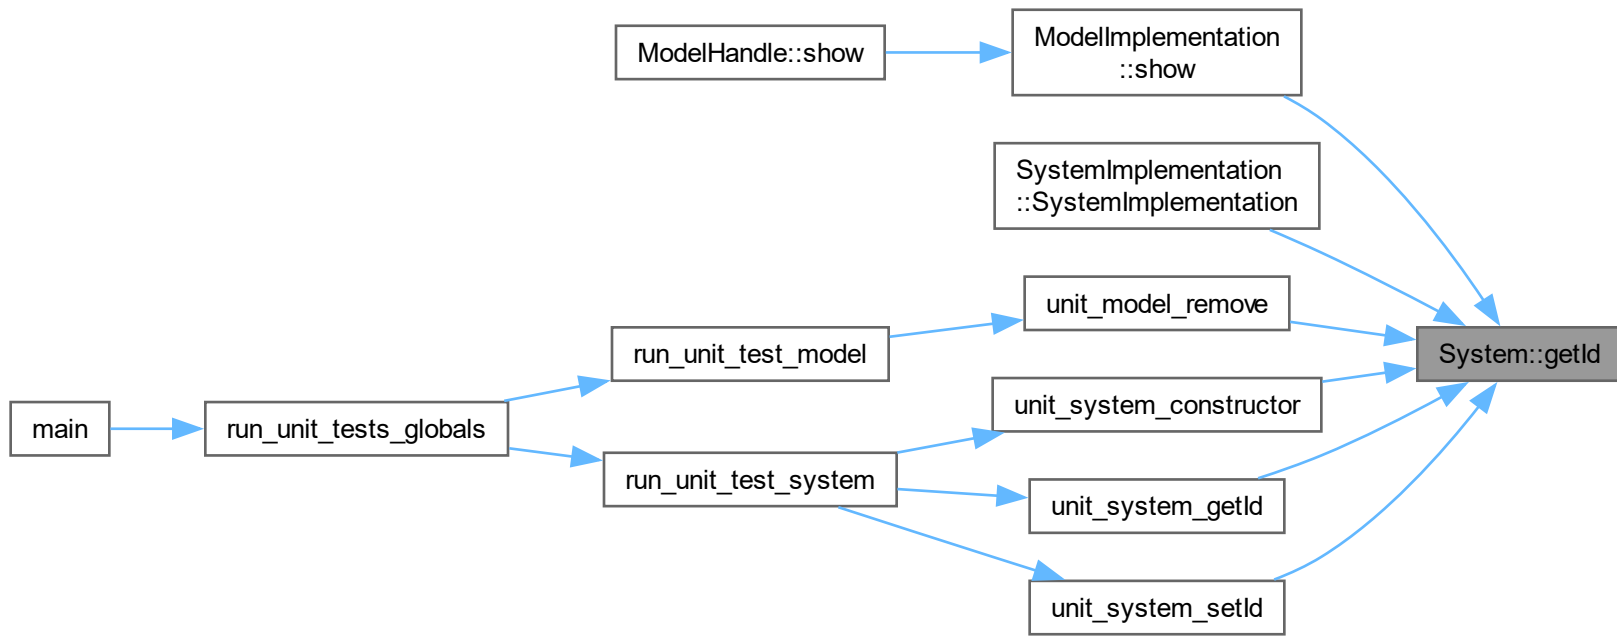 ModelImplementation
::show
ModelHandle::show
SystemImplementation
::SystemImplementation
unit_model_remove
run_unit_test_model
System::getId
unit_system_constructor
main
run_unit_tests_globals
run_unit_test_system
unit_system_getId
unit_system_setId